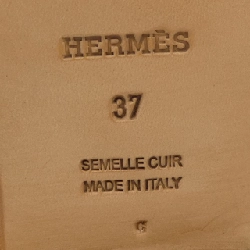 HERMÈS
37
SEMELLE CUIR
MADE IN ITALY